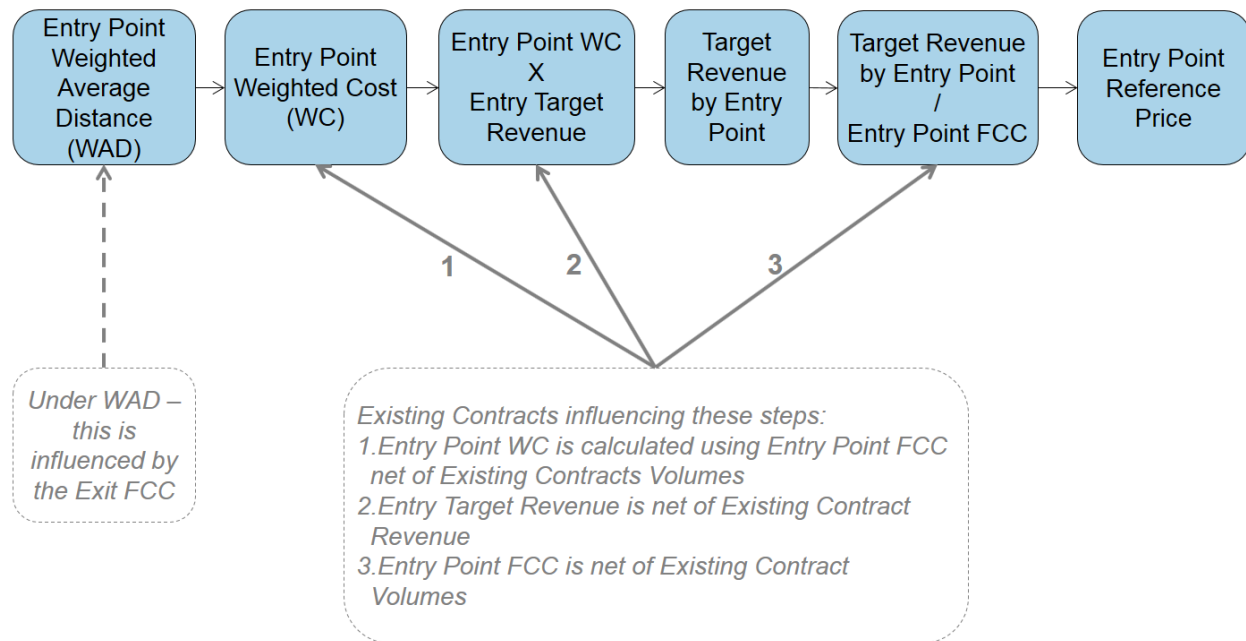 Entry Point
Weighted
Average
Distance
(WAD)
Entry Point
Weighted Cost
(WC)
Entry Point WC
X
Entry Target
Revenue
Target
Revenue
by Entry
Point
Target Revenue
by Entry Point
/
Entry Point FCC
Entry Point
Reference
Price
1
2
3
Under WAD –
this is
influenced by
the Exit FCC
Existing Contracts influencing these steps:
1.Entry Point WC is calculated using Entry Point FCC
net of Existing Contracts Volumes
2.Entry Target Revenue is net of Existing Contract
Revenue
3.Entry Point FCC is net of Existing Contract
Volumes